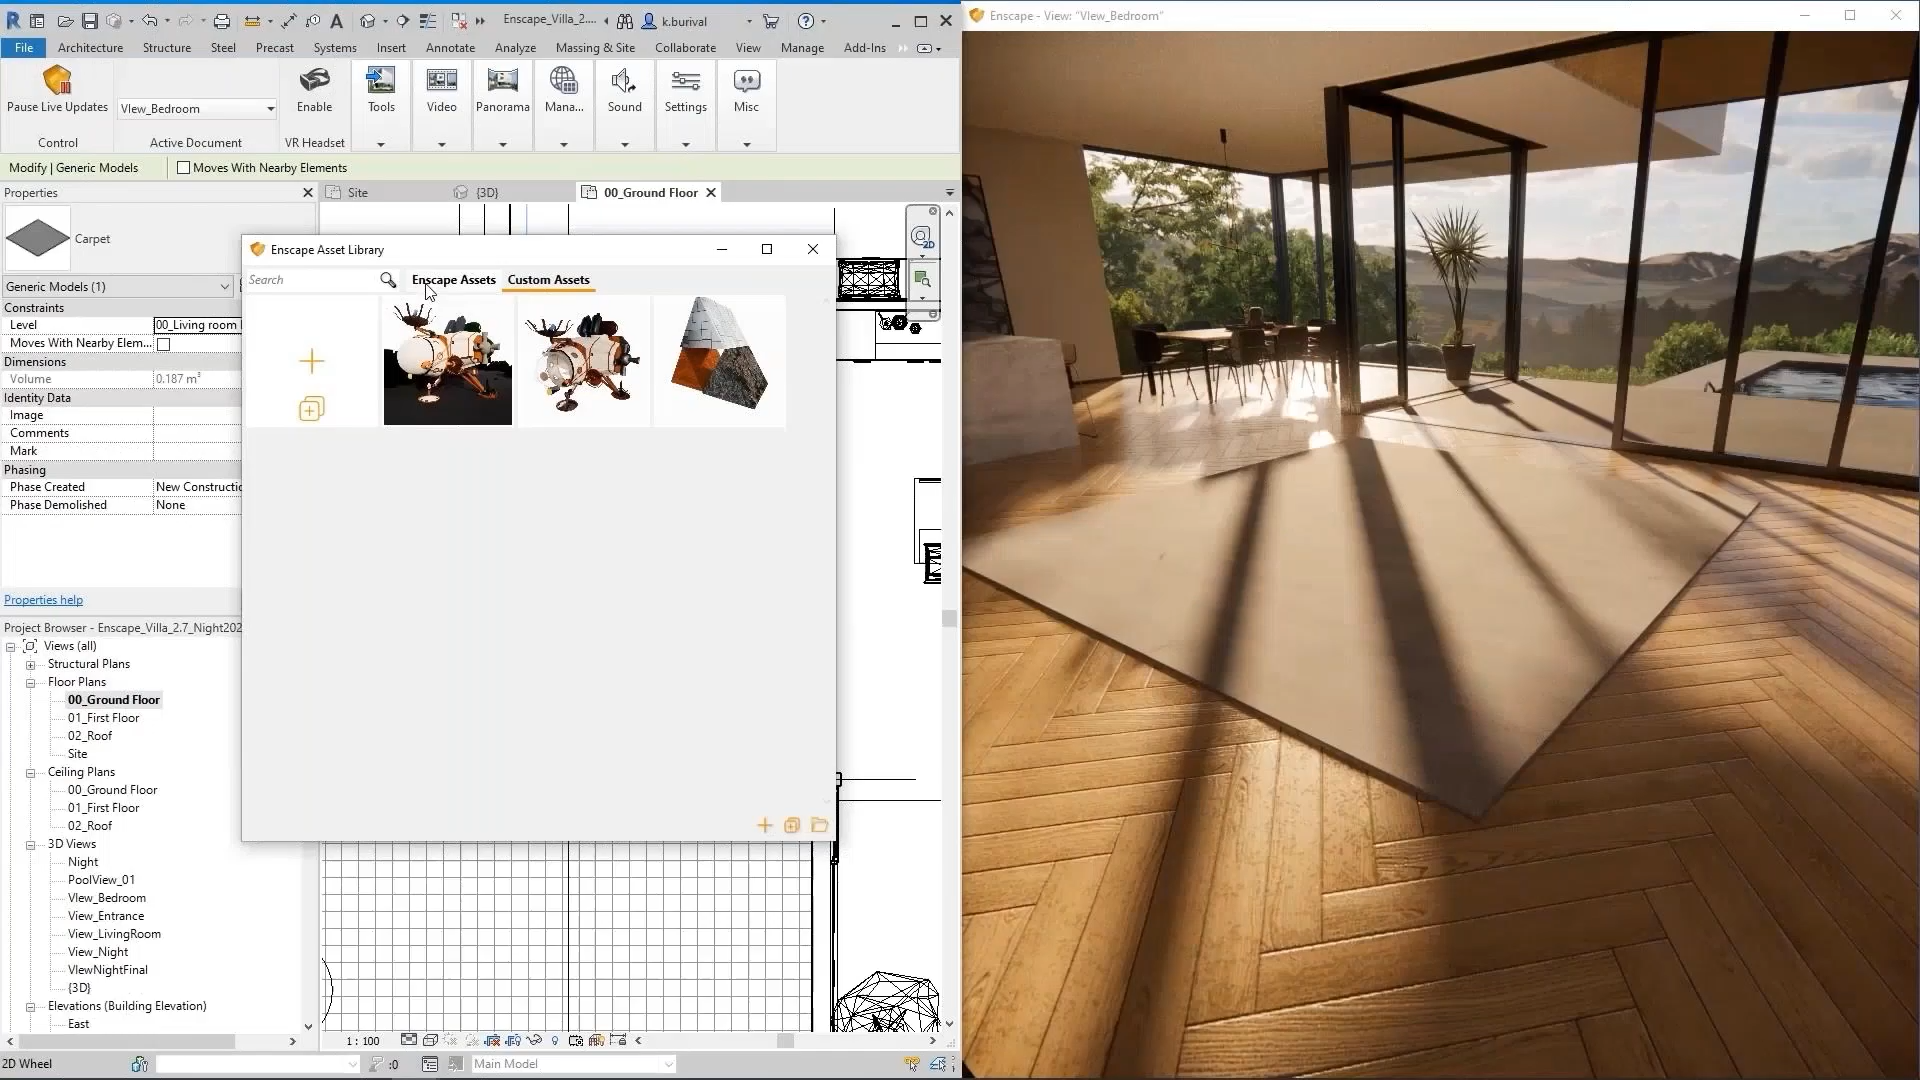 Enscape_Villa_2....
k.burival
File
Architecture
Structure
Steel
Precast
Systems
Insert
Annotate
Analyze
Massing & Site
Collaborate
View
Manage
Add-Ins
Pause Live Updates
VIew_Bedroom
Enable
Tools
Video
Panorama
Mana...
Sound
Settings
Misc
Control
Active Document
VR Headset
Modify | Generic Models
Moves With Nearby Elements
Properties
Carpet
Generic Models (1)
Constraints
Level
00_Living room
Moves With Nearby Elem...
Dimensions
Volume
0.187 m³
Identity Data
Image
Comments
Mark
Phasing
Phase Created
New Constructic
Phase Demolished
None
Properties help
Project Browser - Enscape_Villa_2.7_Night202
Views (all)
Structural Plans
Floor Plans
00_Ground Floor
01_First Floor
02_Roof
Site
Ceiling Plans
00_Ground Floor
01_First Floor
02_Roof
3D Views
Night
PoolView_01
VIew_Bedroom
View_Entrance
View_LivingRoom
View_Night
VIewNightFinal
{3D}
Elevations (Building Elevation)
East
2D Wheel
Site
{3D}
00_Ground Floor
2D
Enscape Asset Library
Search
Enscape Assets
Custom Assets
1 : 100
:0
Main Model
Enscape - View: "VIew_Bedroom"